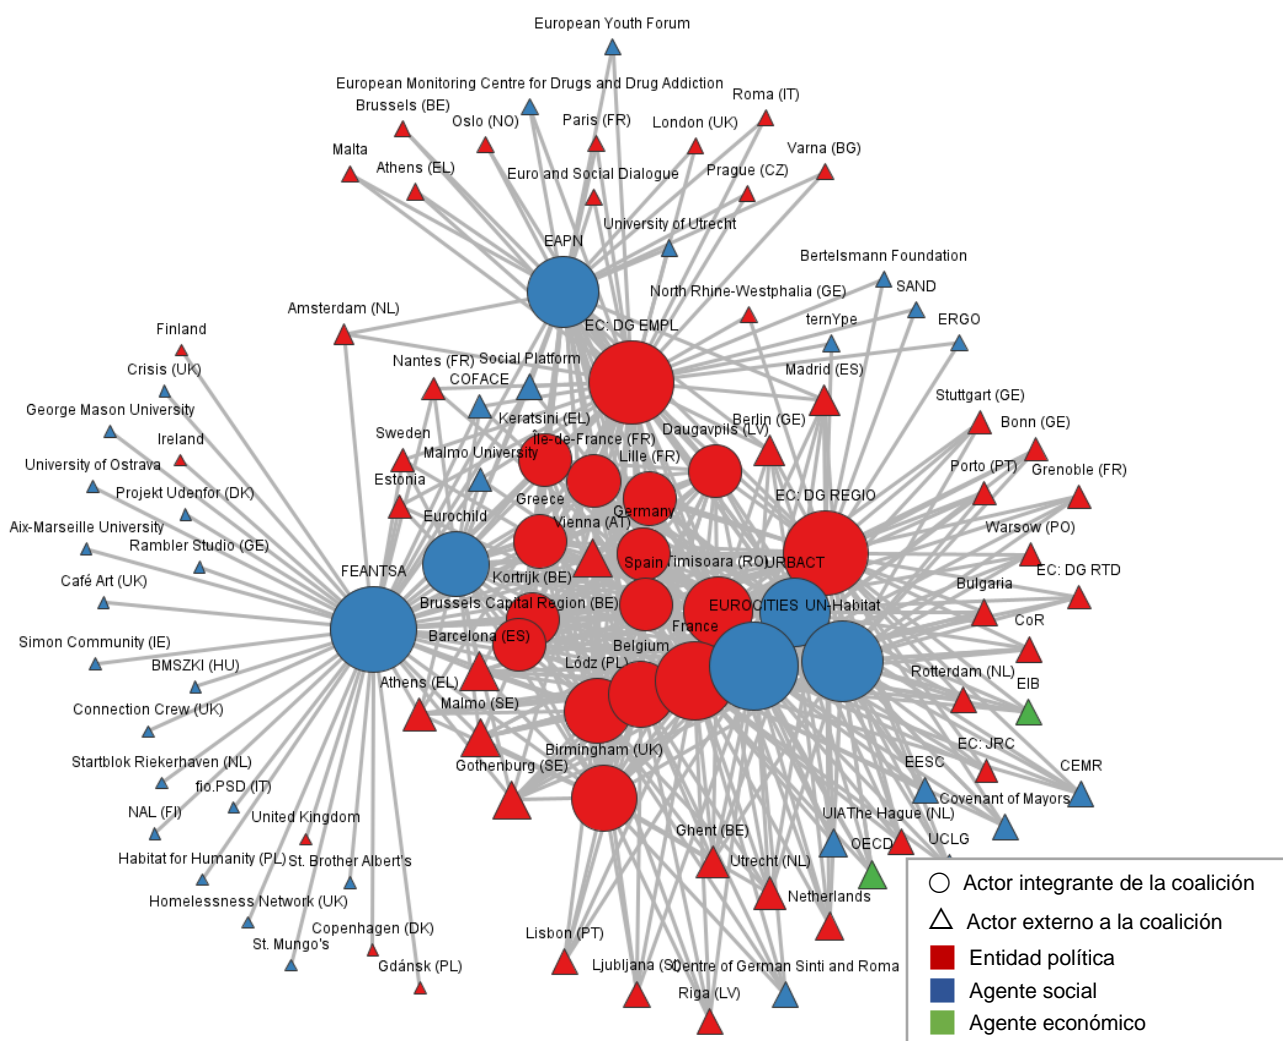 European Youth Forum
European Monitoring Centre for Drugs and Drug Addiction
Roma (IT)
Brussels (BE)
Oslo (NO)
Paris (FR)
London (UK)
Malta
Athens (EL)
Euro and Social Dialogue
Prague (CZ)
Varna (BG)
University of Utrecht
EAPN
Bertelsmann Foundation
North Rhine-Westphalia (GE)
SAND
Amsterdam (NL)
EC: DG EMPL
ternYpe
ERGO
Finland
Nantes (FR)
Social Platform
Madrid (ES)
Crisis (UK)
COFACE
Stuttgart (GE)
George Mason University
Keratsini (EL)
Berlin (GE)
Bonn (GE)
Ireland
Sweden
Île-de-France (FR)
Daugavpils (LV)
University of Ostrava
Malmo University
Lille (FR)
Porto (PT)
Grenoble (FR)
Estonia
Projekt Udenfor (DK)
Greece
Germany
EC: DG REGIO
Aix-Marseille University
Eurochild
Vienna (AT)
Warsaw (PO)
Rambler Studio (GE)
FEANTSA
Spain
Timisoara (RO)
URBACT
EC: DG RTD
Café Art (UK)
Kortrijk (BE)
Bulgaria
Brussels Capital Region (BE)
EUROCITIES
UN-Habitat
CoR
Simon Community (IE)
Barcelona (ES)
France
BMSZKI (HU)
Lódz (PL)
Belgium
Rotterdam (NL)
EIB
Athens (EL)
Connection Crew (UK)
Malmo (SE)
EC: JRC
Birmingham (UK)
Startblok Riekerhaven (NL)
Gothenburg (SE)
EESC
CEMR
fio.PSD (IT)
Covenant of Mayors
NAL (FI)
United Kingdom
UIA
The Hague (NL)
Ghent (BE)
OECD
UCLG
Habitat for Humanity (PL)
St. Brother Albert's
Utrecht (NL)
Homelessness Network (UK)
Netherlands
Copenhagen (DK)
Lisbon (PT)
St. Mungo's
Gdánsk (PL)
Ljubljana (SI)
Centre of German Sinti and Roma
Riga (LV)
Actor integrante de la coalición
Actor externo a la coalición
Entidad política
Agente social
Agente económico